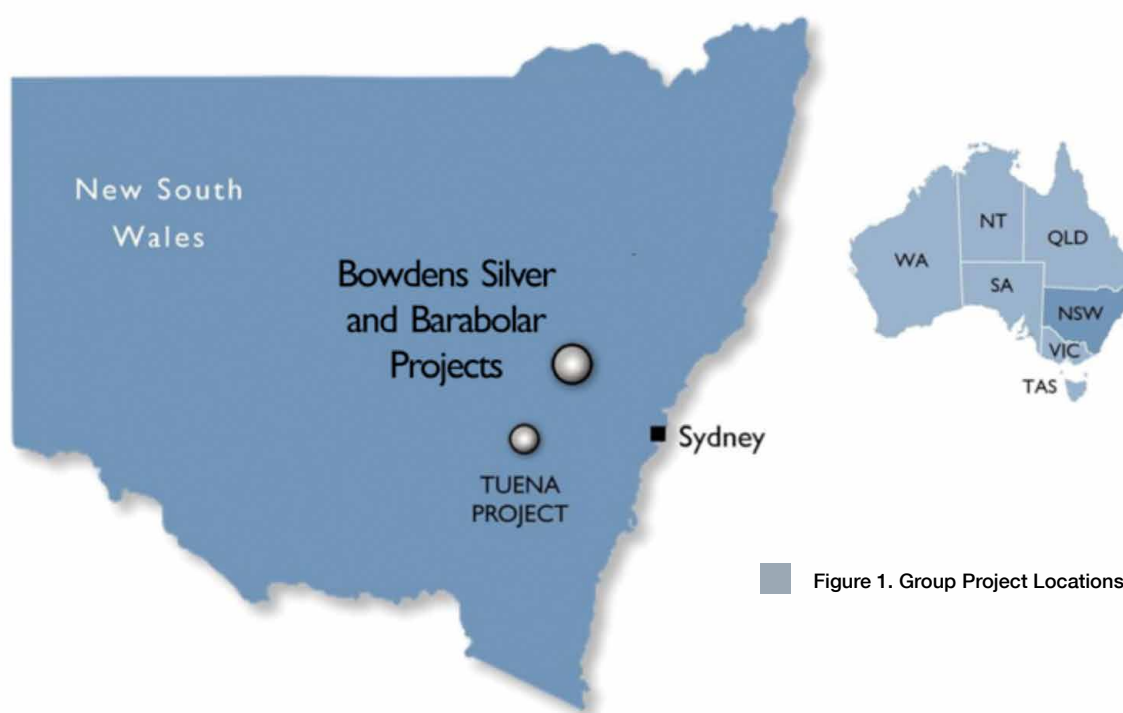 New South
Wales
Bowdens Silver
and Barabolar
Projects
Sydney
TUENA
PROJECT
WA
NT
QLD
SA
NSW
VIC
TAS
Figure 1. Group Project Locations